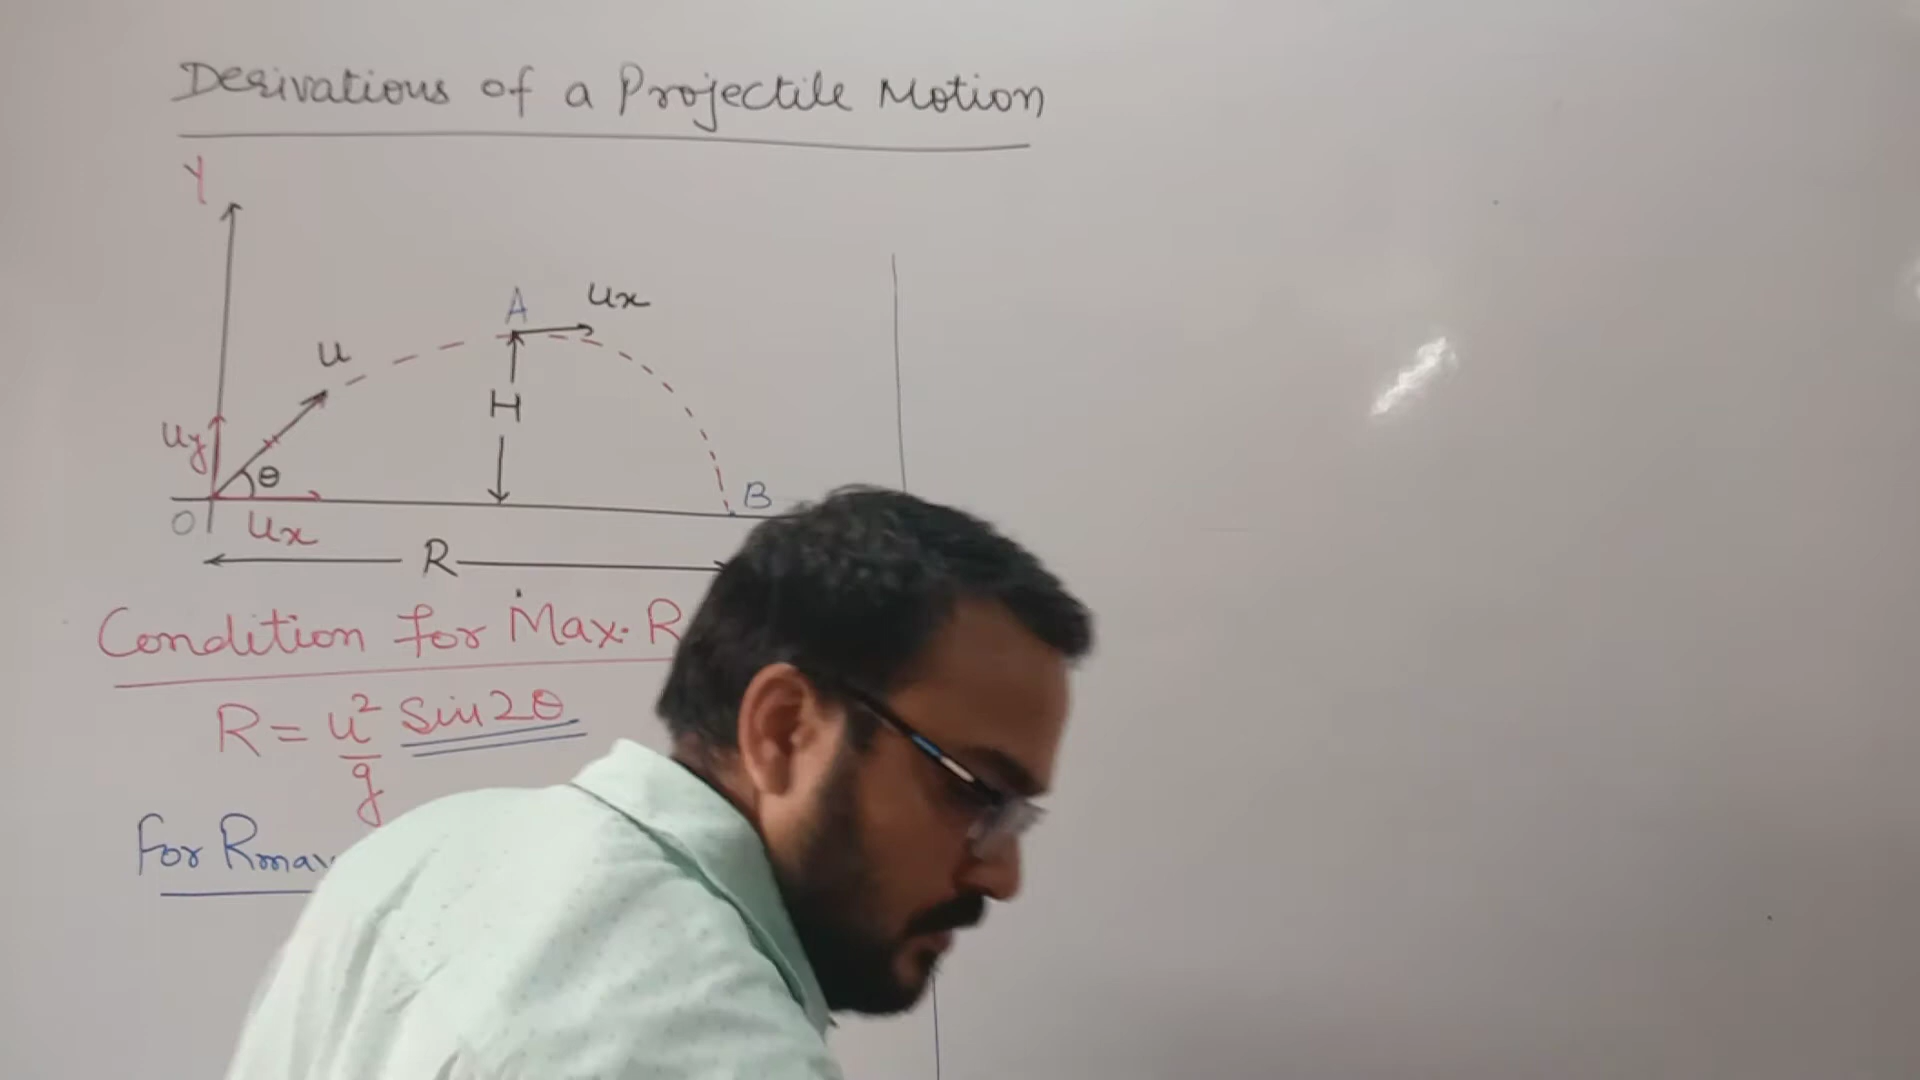 Derivations of a Projectile Motion
Y
A
ux
u
H
uy
θ
B
O
ux
R
Condition for Max. R
R = u²/g sin2θ
For Rmax